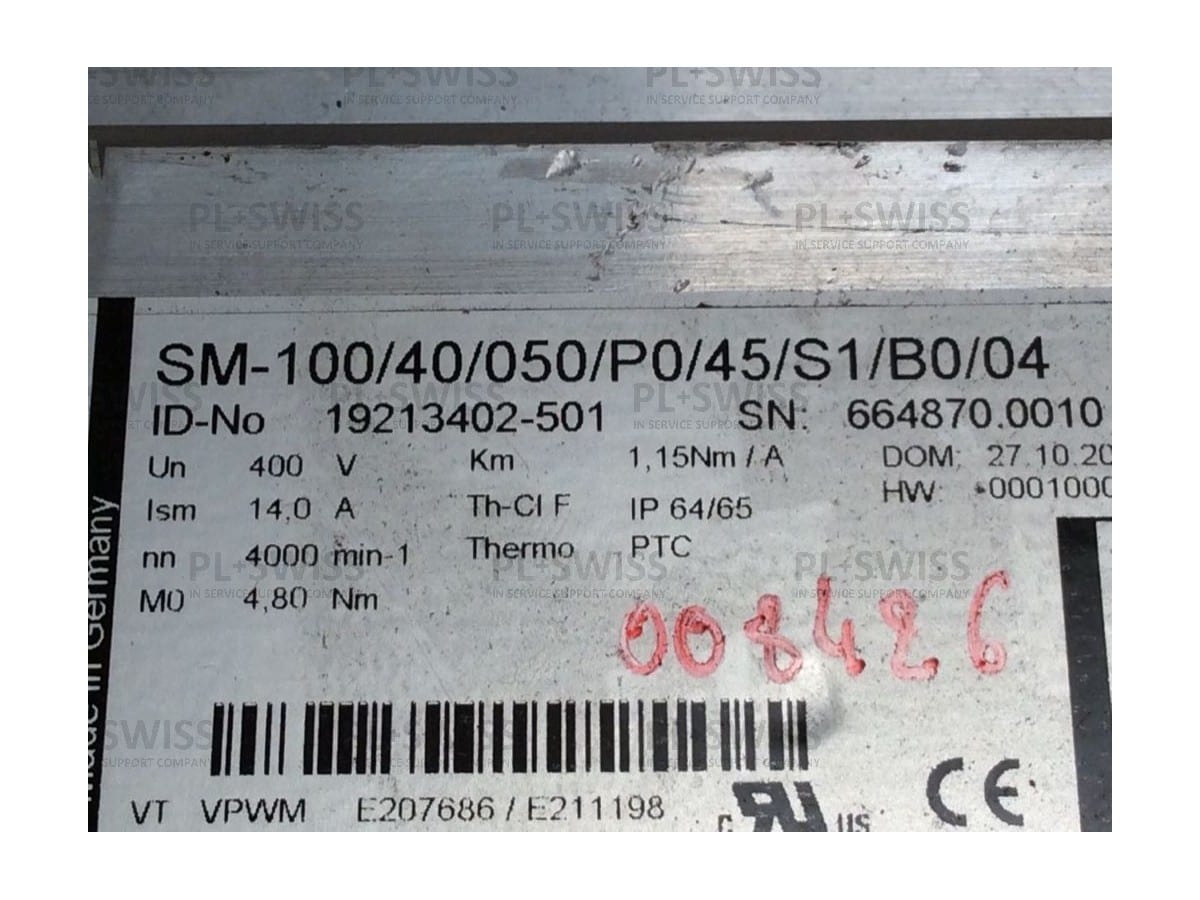 SM-100/40/050/P0/45/S1/B0/04
ID-No 19213402-501 SN: 664870.0010
Un 400 V Km 1,15Nm / A DOM: 27.10.20
Ism 14,0 A Th-Cl F IP 64/65 HW: 
nn 4000 min-1 Thermo PTC
M0 4,80 Nm
008426
VT VPWM E207686 / E211198
c US
CE
Made in Germany
PL+SWISS
IN SERVICE SUPPORT COMPANY